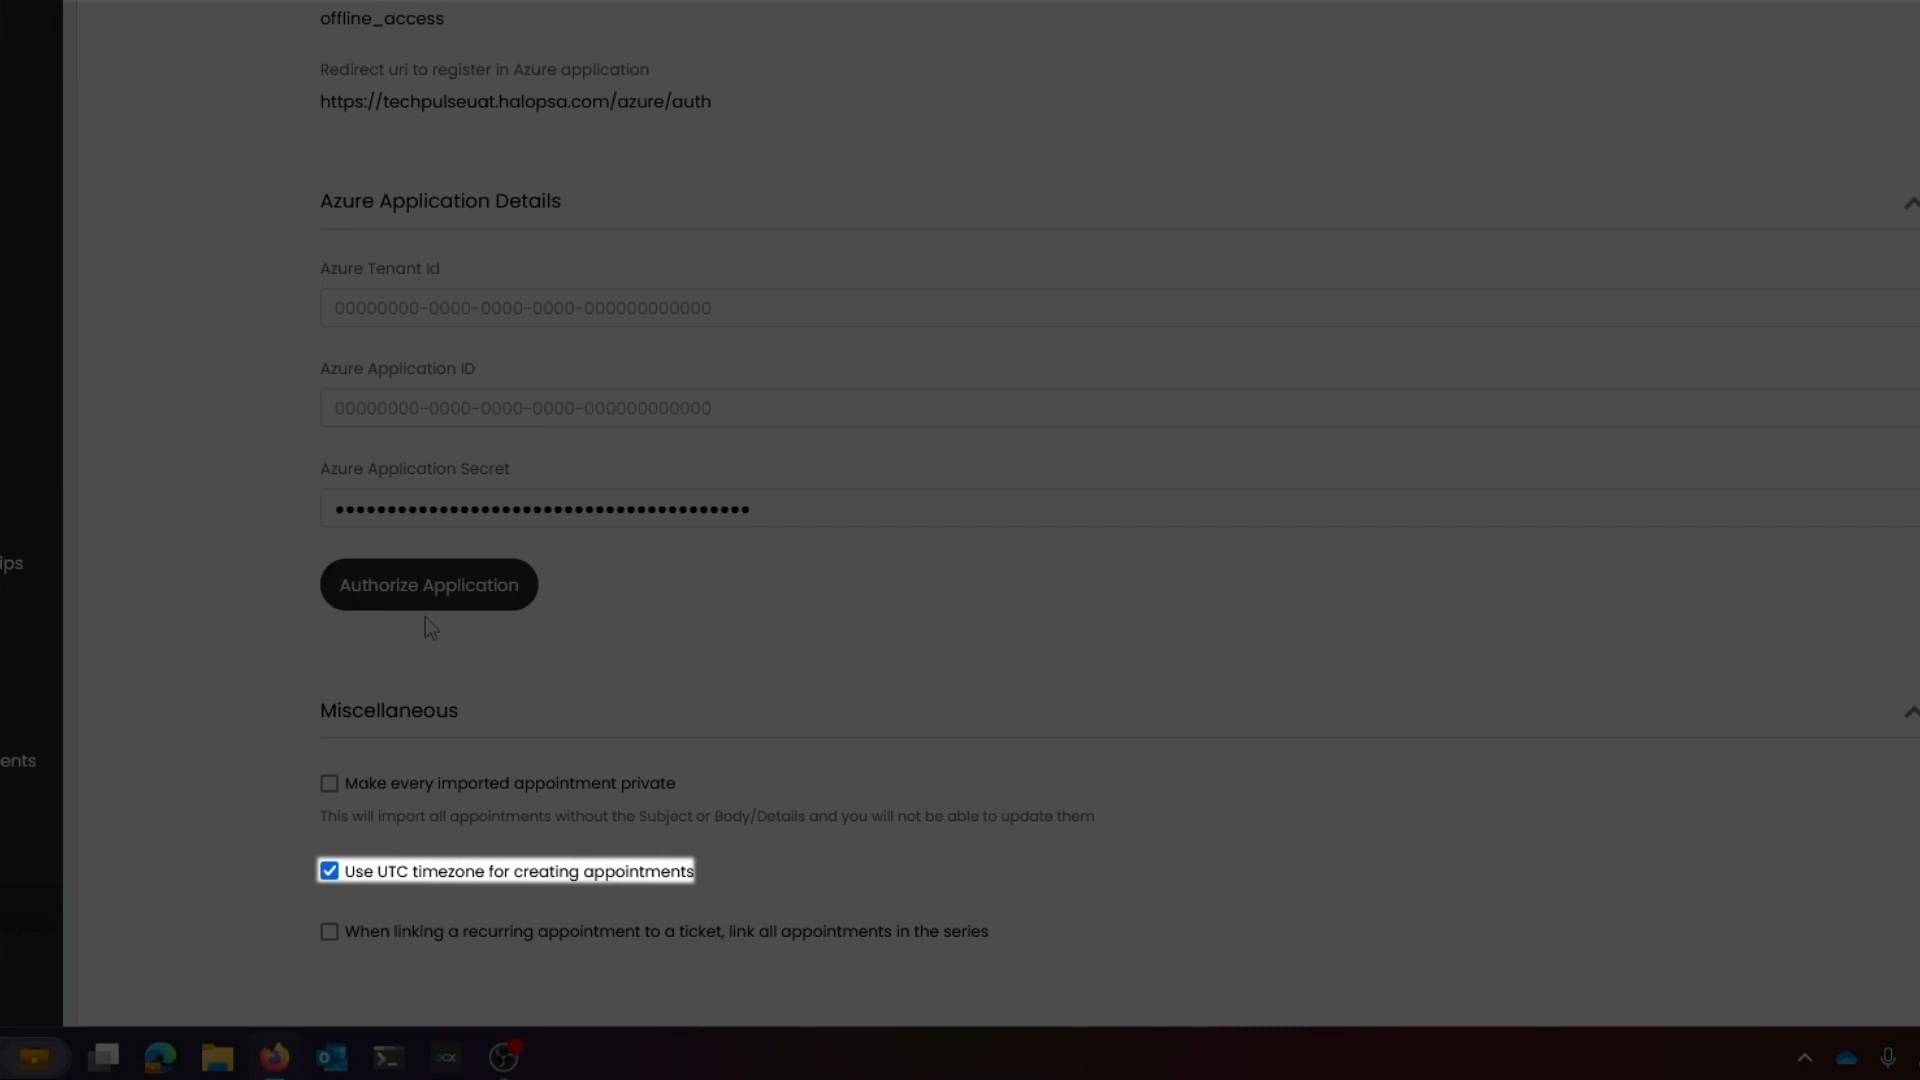 offline_access
Redirect uri to register in Azure application
https://techpulseuat.halopsa.com/azure/auth
Azure Application Details
Azure Tenant Id
00000000-0000-0000-0000-000000000000
Azure Application ID
00000000-0000-0000-0000-000000000000
Azure Application Secret
••••••••••••••••••••••••••••••••••••••••
ips
Authorize Application
Miscellaneous
ents
Make every imported appointment private
This will import all appointments without the Subject or Body/Details and you will not be able to update them
Use UTC timezone for creating appointments
When linking a recurring appointment to a ticket, link all appointments in the series